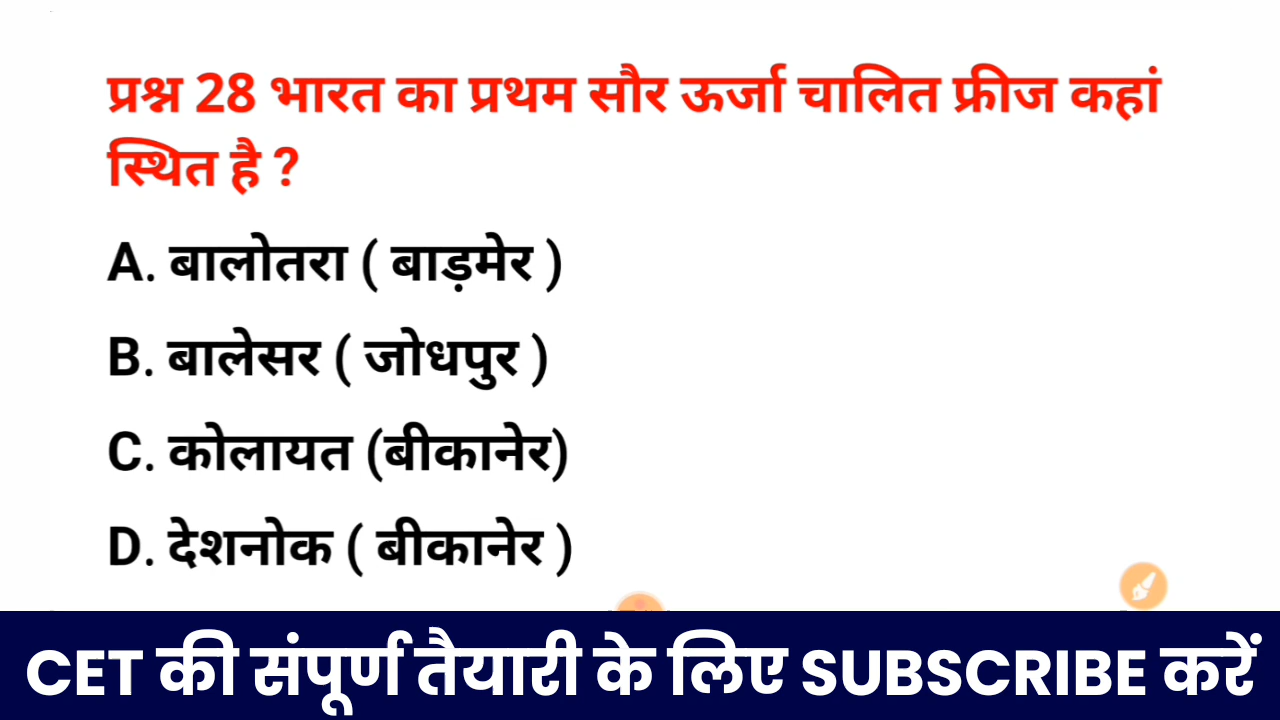 प्रश्न 28 भारत का प्रथम सौर ऊर्जा चालित फ्रीज कहां
स्थित है ?
A. बालोतरा ( बाड़मेर )
B. बालेसर ( जोधपुर )
C. कोलायत (बीकानेर)
D. देशनोक ( बीकानेर )
CET की संपूर्ण तैयारी के लिए SUBSCRIBE करें